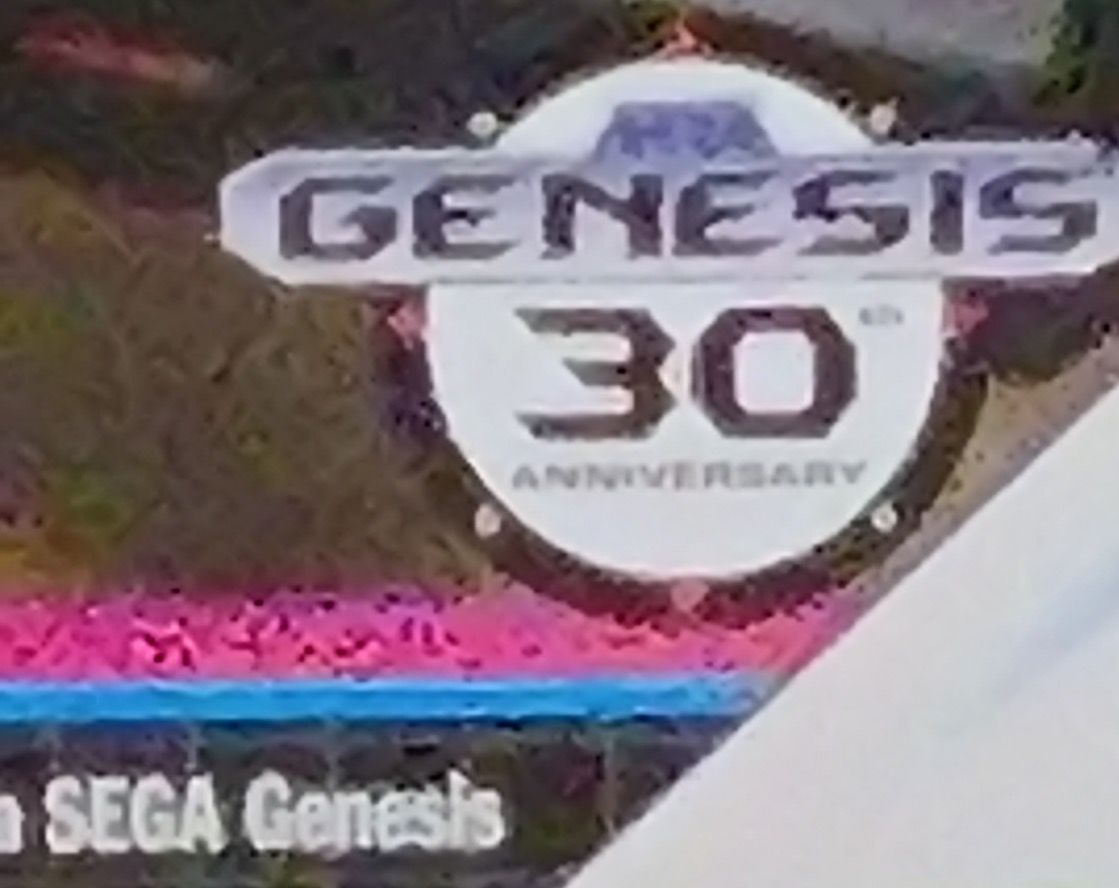 GENESIS
30
ANNIVERSARY
SEGA Genesis